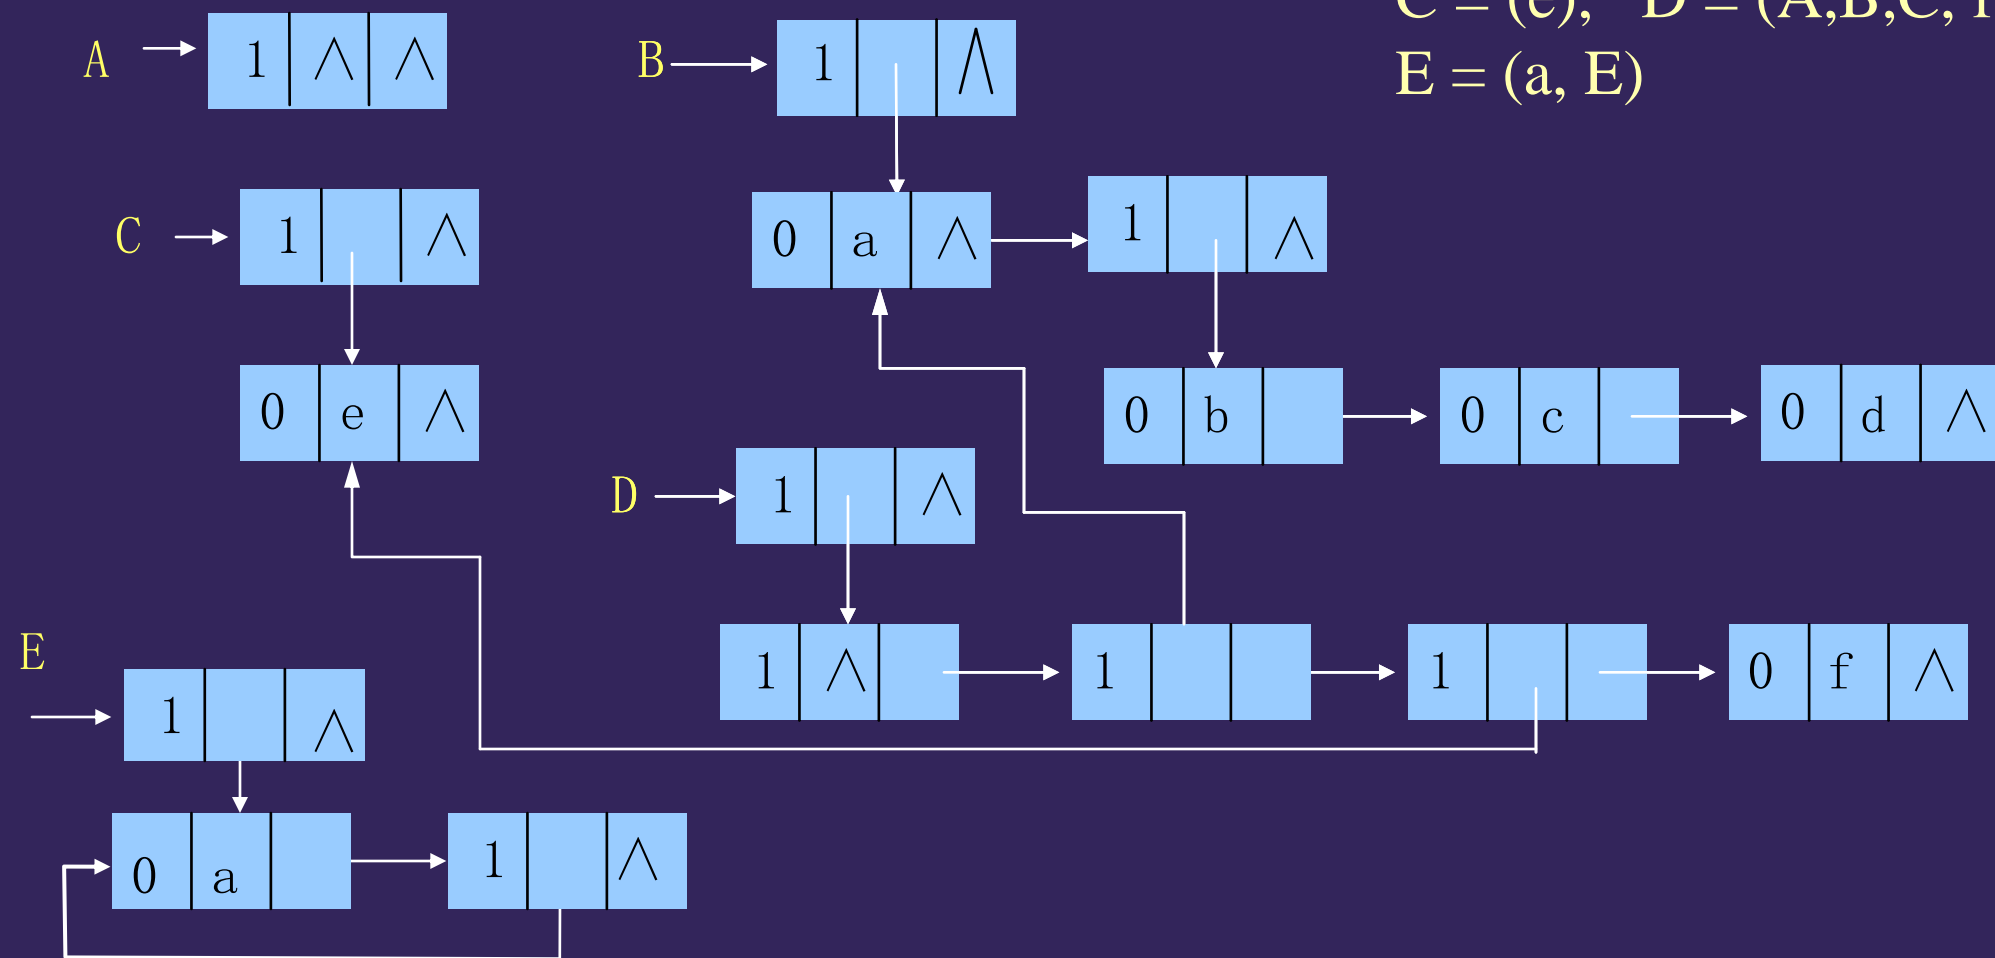 C = (e),   D = (A,B,C,
E = (a, E)
A 1 ∧ ∧
B 1 ∧
C 1 ∧
0 a ∧
1 ∧
0 e ∧
0 b
0 c
0 d ∧
D 1 ∧
E
1 ∧
1 ∧
1
1
0 f ∧
0 a
1 ∧